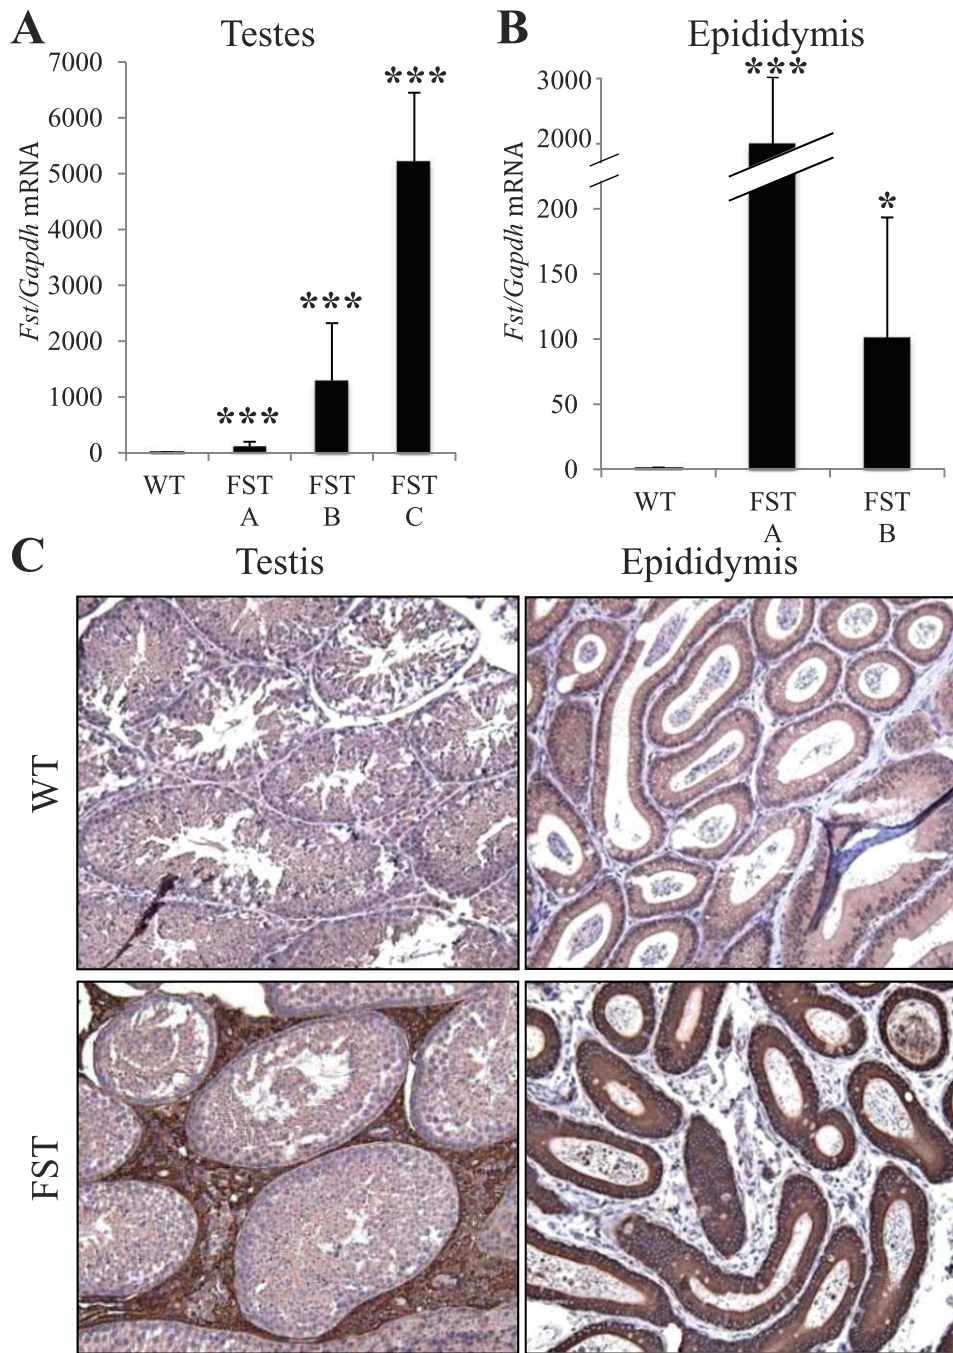 A
Testes
Fst/Gapdh mRNA
7000
6000
5000
4000
3000
2000
1000
0
***
***
***
WT
FST
A
FST
B
FST
C
B
Epididymis
Fst/Gapdh mRNA
3000
2000
200
150
100
50
0
***
*
WT
FST
A
FST
B
C
Testis
Epididymis
WT
FST